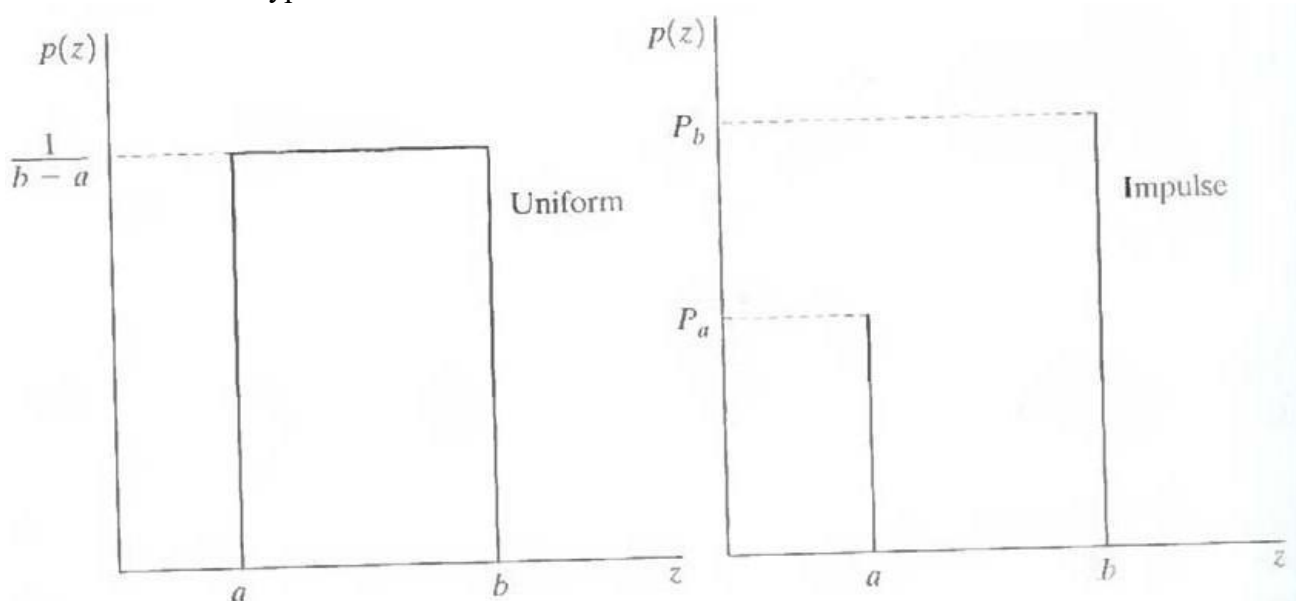 p(z)
1
b − a
Uniform
a
b
z
p(z)
P_b
Impulse
P_a
a
b
z